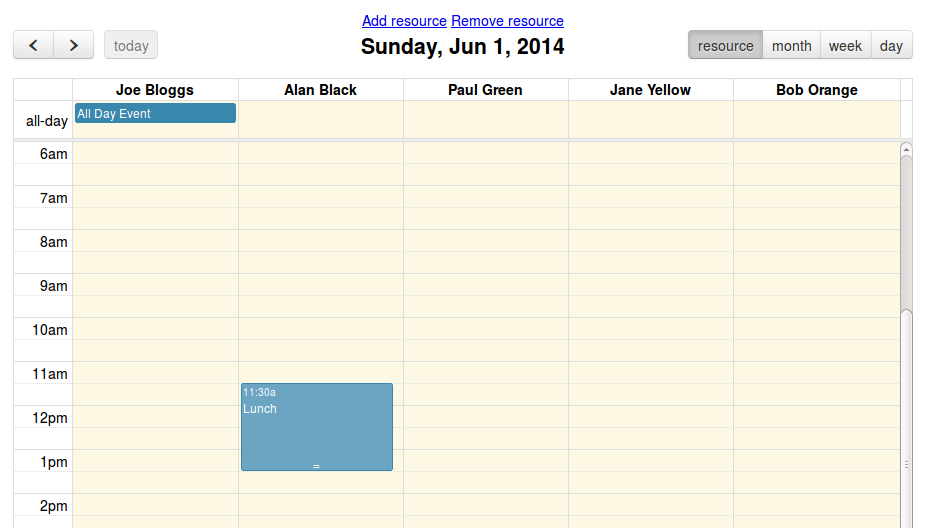 Add resource Remove resource
today
Sunday, Jun 1, 2014
resource month week day
Joe Bloggs Alan Black Paul Green Jane Yellow Bob Orange
all-day All Day Event
6am
7am
8am
9am
10am
11am
11:30a
Lunch
12pm
1pm
2pm